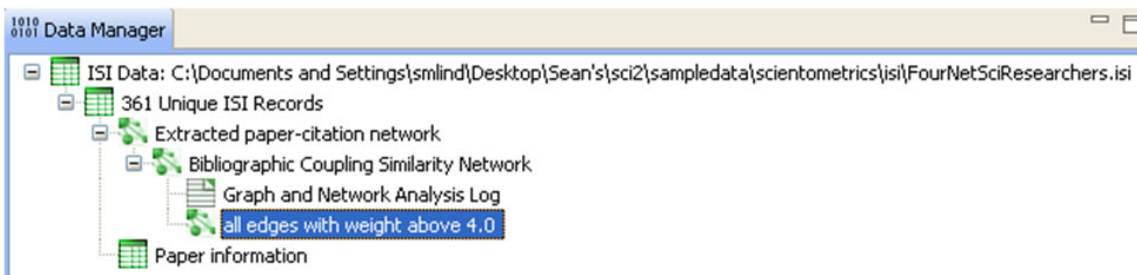 1010
0101 Data Manager
ISI Data: C:\Documents and Settings\smlind\Desktop\Sean's\sci2\sampledata\scientometrics\isi\FourNetSciResearchers.isi
361 Unique ISI Records
Extracted paper-citation network
Bibliographic Coupling Similarity Network
Graph and Network Analysis Log
all edges with weight above 4.0
Paper information